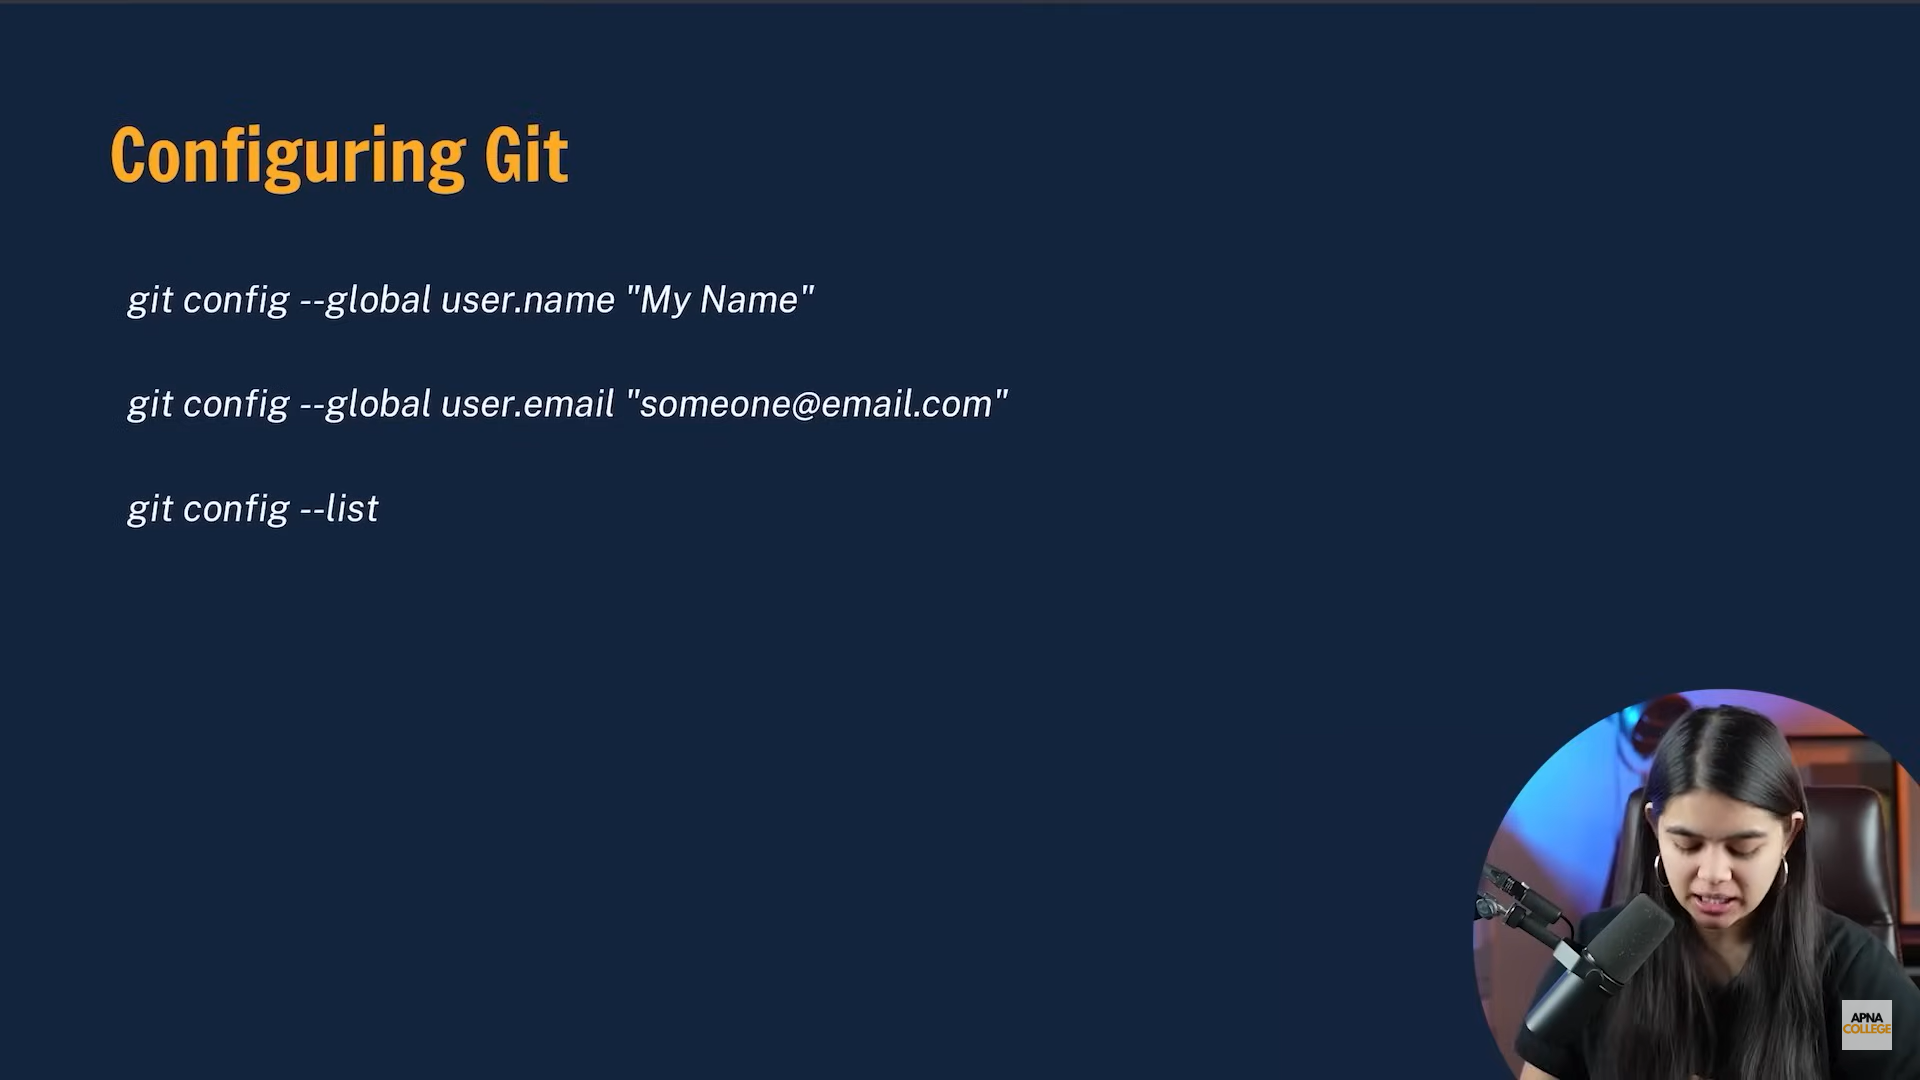 Configuring Git
git config --global user.name "My Name"
git config --global user.email "someone@email.com"
git config --list
APNA
COLLEGE